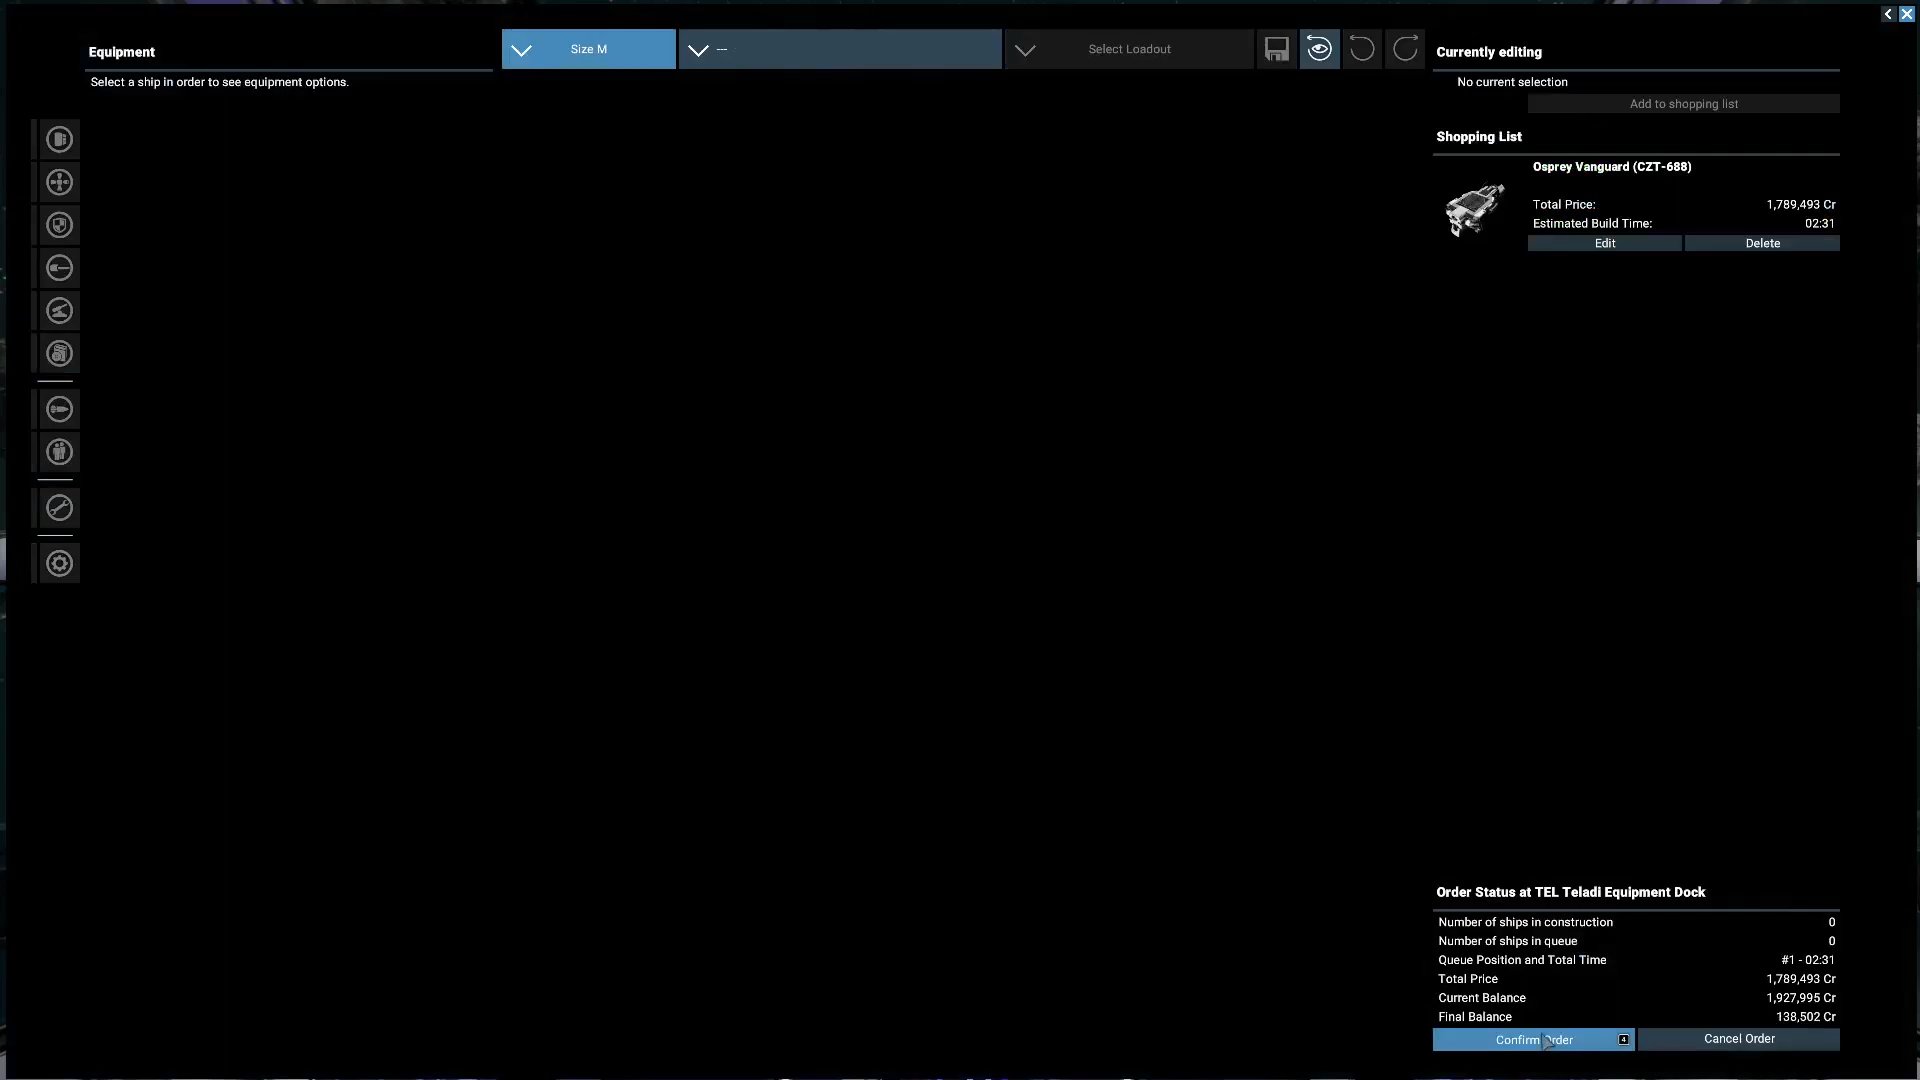 Equipment
Select a ship in order to see equipment options.
Size M
---
Select Loadout
Currently editing
No current selection
Add to shopping list
Shopping List
Osprey Vanguard (CZT-688)
Total Price: 1,789,493 Cr
Estimated Build Time: 02:31
Edit Delete
Order Status at TEL Teladi Equipment Dock
Number of ships in construction 0
Number of ships in queue 0
Queue Position and Total Time #1 - 02:31
Total Price 1,789,493 Cr
Current Balance 1,927,995 Cr
Final Balance 138,502 Cr
Confirm Order 4 Cancel Order